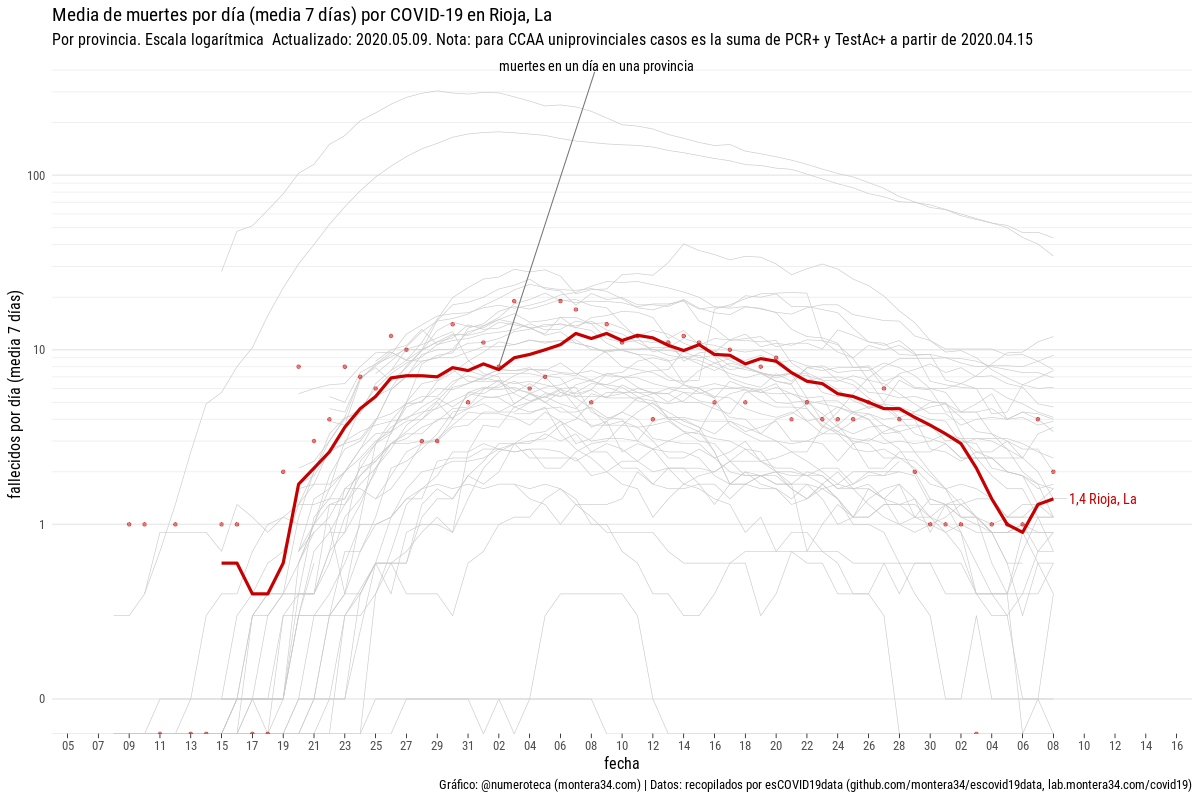 Media de muertes por día (media 7 días) por COVID-19 en Rioja, La
Por provincia. Escala logarítmica  Actualizado: 2020.05.09. Nota: para CCAA uniprovinciales casos es la suma de PCR+ y TestAc+ a partir de 2020.04.15
muertes en un día en una provincia
fallecidos por día (media  7 días)
100
10
1
0
1,4 Rioja, La
05 07 09 11 13 15 17 19 21 23 25 27 29 31 02 04 06 08 10 12 14 16 18 20 22 24 26 28 30 02 04 06 08 10 12 14 16
fecha
Gráfico: @numeroteca (montera34.com) | Datos: recopilados por esCOVID19data (github.com/montera34/escovid19data, lab.montera34.com/covid19)